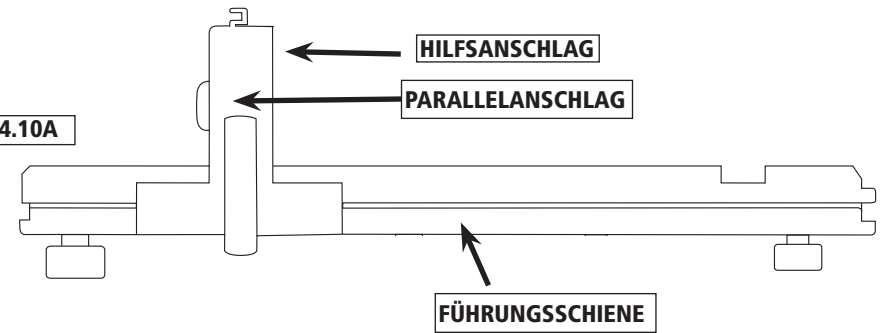 HILFSANSCHLAG
PARALLELANSCHLAG
4.10A
FÜHRUNGSSCHIENE